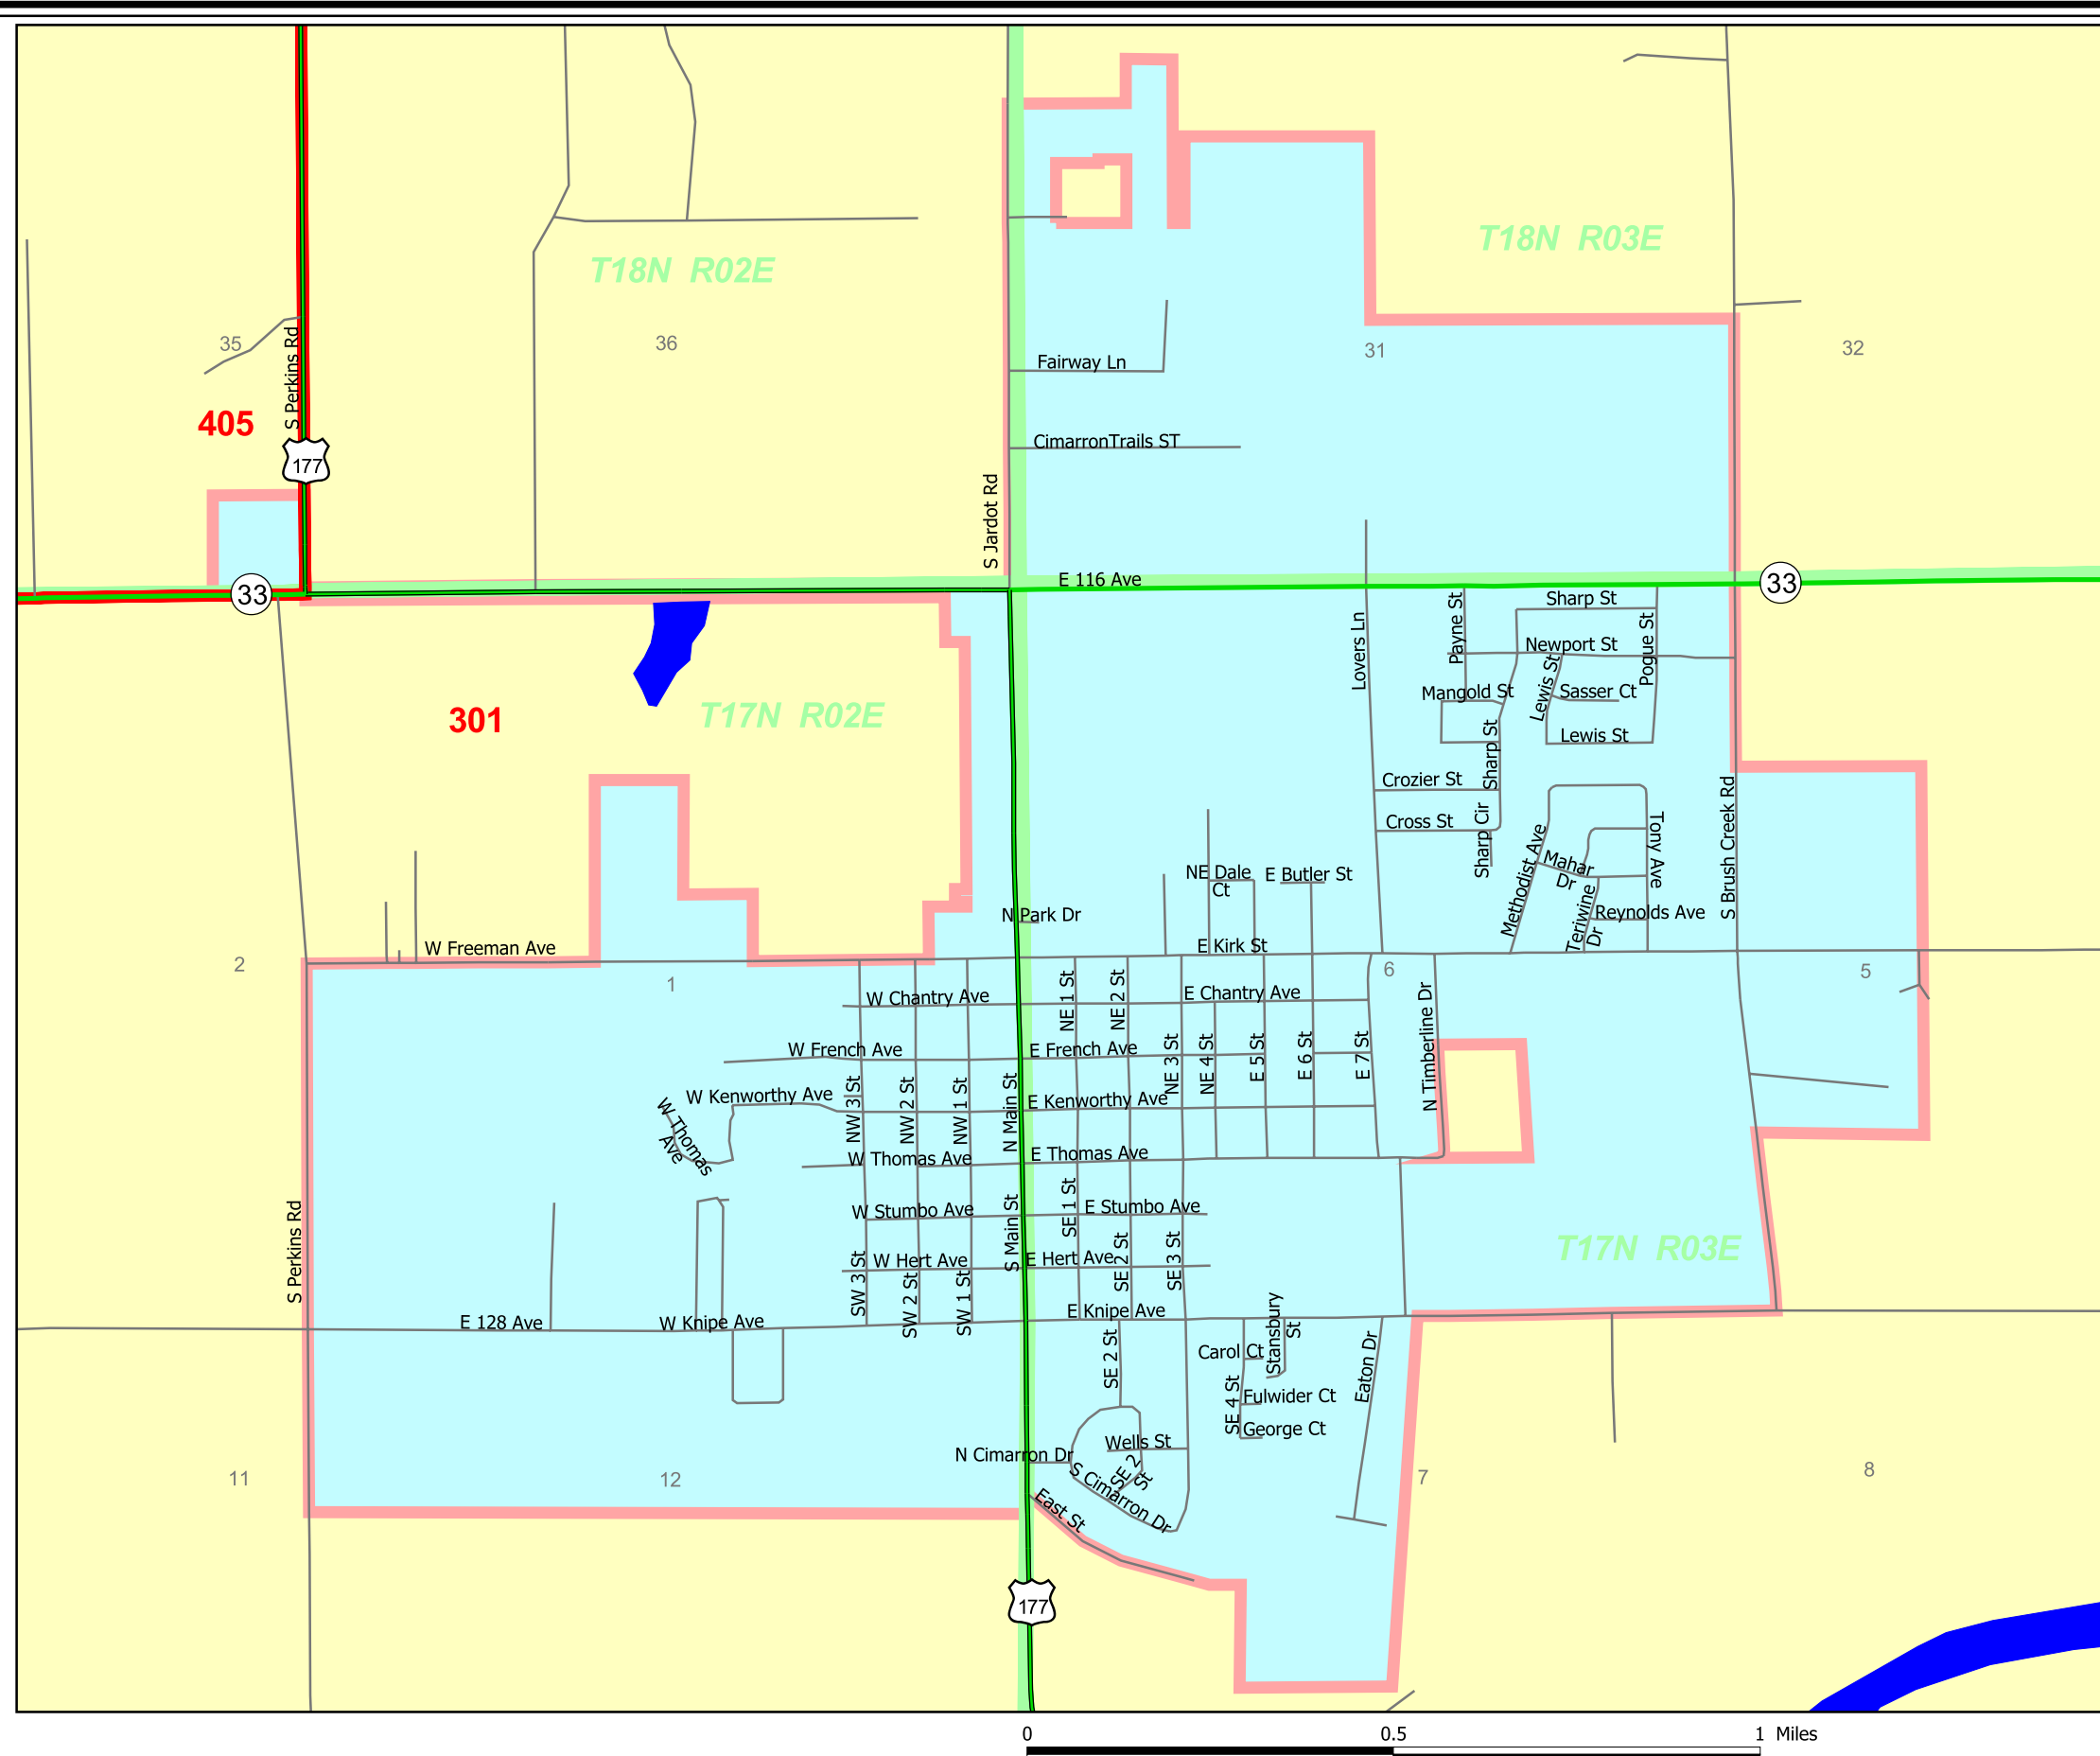 T18N R03E
T18N R02E
35
36
31
32
S Perkins Rd
Fairway Ln
405
CimarronTrails ST
177
S Jardot Rd
E 116 Ave
33
33
Sharp St
Payne St
Lovers Ln
Newport St
Pogue St
Lewis St
Mangold St
Sasser Ct
301
T17N R02E
Lewis St
Sharp St
Crozier St
S Brush Creek Rd
Cross St
Sharp Cir
Tony Ave
Methodist Ave
Mahar
Dr
NE Dale
Ct
E Butler St
Teriwine
Dr
Reynolds Ave
N Park Dr
W Freeman Ave
E Kirk St
2
1
6
5
W Chantry Ave
NE 1 St
NE 2 St
E Chantry Ave
N Timberline Dr
W French Ave
E French Ave
NE 3 St
NE 4 St
E 5 St
E 6 St
E 7 St
W Kenworthy Ave
NW 3 St
NW 2 St
NW 1 St
N Main St
E Kenworthy Ave
W Thomas
Ave
W Thomas Ave
E Thomas Ave
S Perkins Rd
W Stumbo Ave
S Main St
SE 1 St
E Stumbo Ave
W Hert Ave
E Hert Ave
SE 2 St
SE 3 St
T17N R03E
SW 3 St
SW 2 St
SW 1 St
E 128 Ave
W Knipe Ave
E Knipe Ave
Stansbury
St
SE 2 St
Carol Ct
Eaton Dr
SE 4 St
Fulwider Ct
George Ct
N Cimarron Dr
Wells St
SE 2
St
S Cimarron Dr
East St
11
12
7
8
177
0 0.5 1 Miles